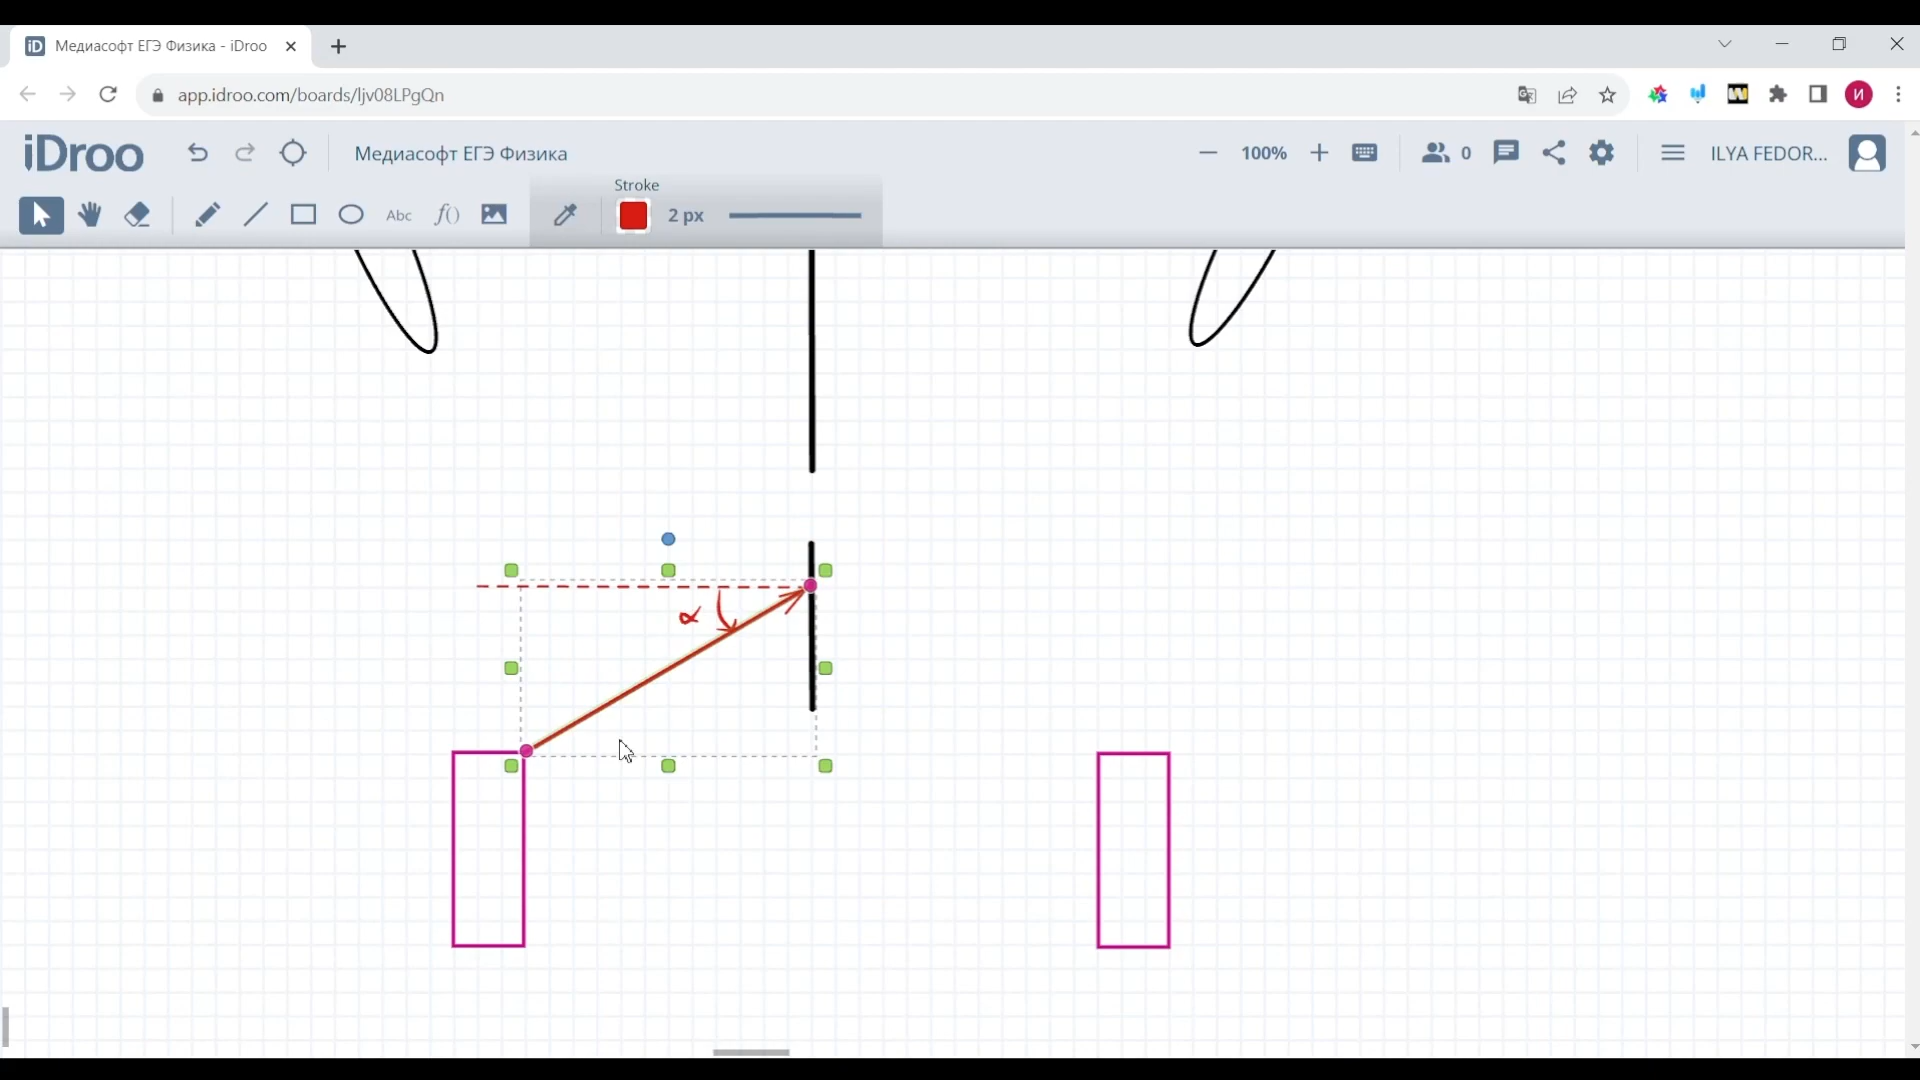 Медиасофт ЕГЭ Физика - iDroo
app.idroo.com/boards/ljv08LPgQn
И
iDroo
Медиасофт ЕГЭ Физика
100%
0
ILYA FEDOR...
Abc
f()
Stroke
2 px
α